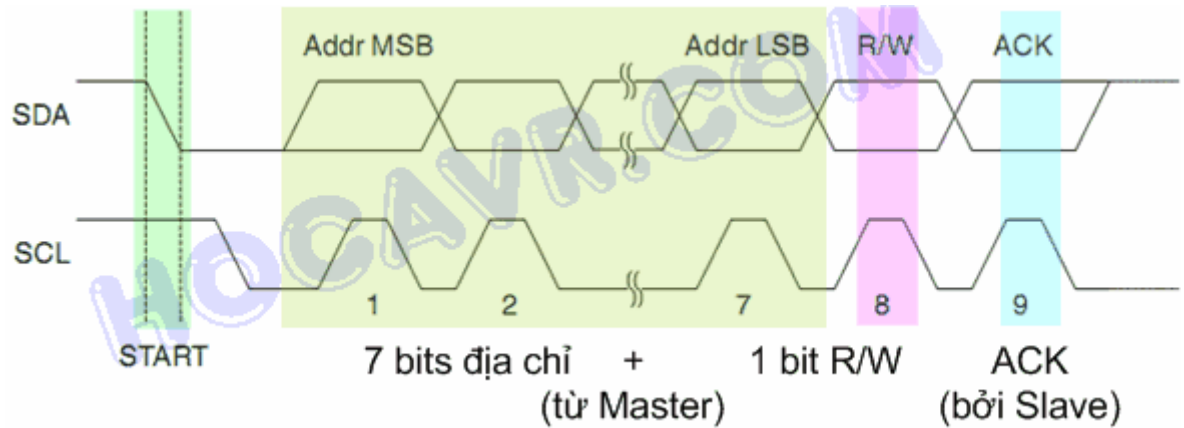 Addr MSB Addr LSB R/W ACK
SDA
SCL
1 2 7 8 9
START 7 bits địa chỉ + 1 bit R/W ACK
(từ Master) (bởi Slave)
HOCAVR.COM